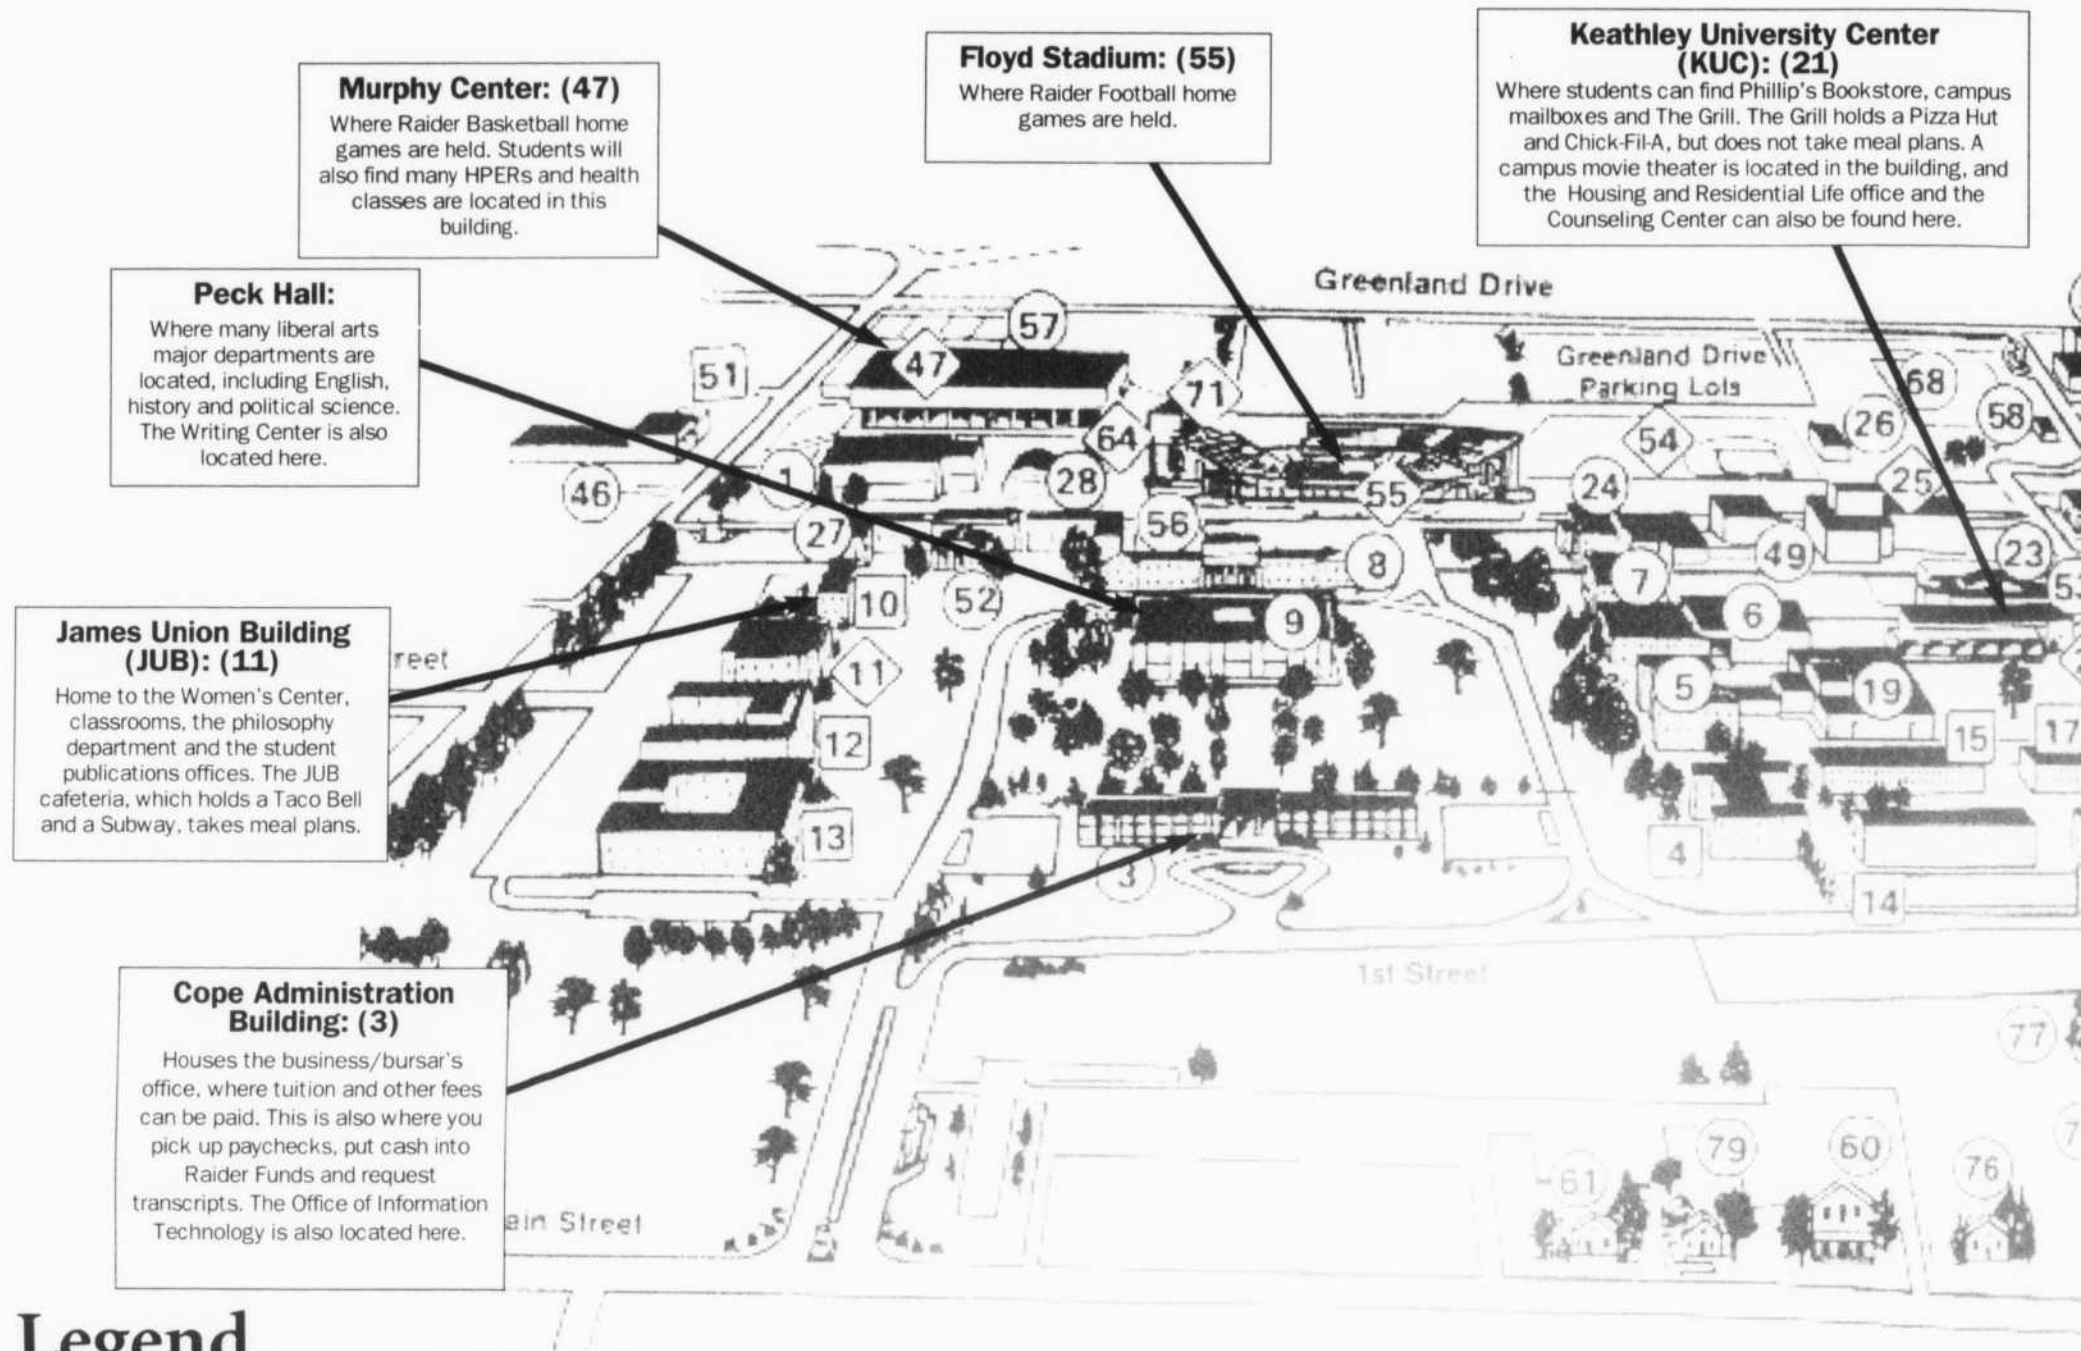 Murphy Center: (47)
Where Raider Basketball home
games are held. Students will
also find many HPERs and health
classes are located in this
building.
Floyd Stadium: (55)
Where Raider Football home
games are held.
Keathley University Center
(KUC): (21)
Where students can find Phillip's Bookstore, campus
mailboxes and The Grill. The Grill holds a Pizza Hut
and Chick-Fil-A, but does not take meal plans. A
campus movie theater is located in the building, and
the Housing and Residential Life office and the
Counseling Center can also be found here.
Peck Hall:
Where many liberal arts
major departments are
located, including English,
history and political science.
The Writing Center is also
located here.
James Union Building
(JUB): (11)
Home to the Women's Center,
classrooms, the philosophy
department and the student
publications offices. The JUB
cafeteria, which holds a Taco Bell
and a Subway, takes meal plans.
Cope Administration
Building: (3)
Houses the business/bursar's
office, where tuition and other fees
can be paid. This is also where you
pick up paychecks, put cash into
Raider Funds and request
transcripts. The Office of Information
Technology is also located here.
Greenland Drive
Greenland Drive
Parking Lots
57
47
51
71
68
58
26
64
54
46
1
28
55
24
25
27
56
8
49
23
7
53
10
52
9
6
11
5
19
12
15
17
13
3
4
14
reet
1st Street
77
61
79
60
76
ain Street
Legend